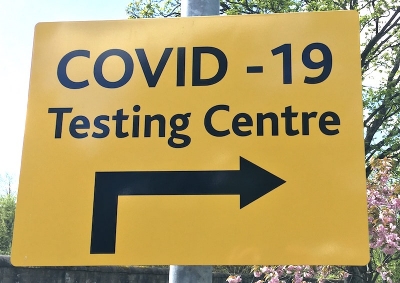 COVID -19
Testing Centre